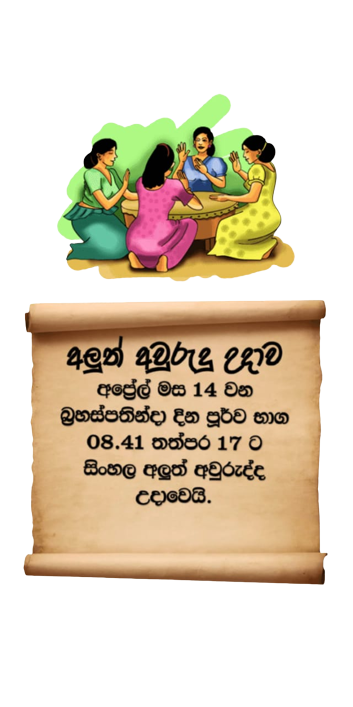 අලුත් අවුරුදු උදාව
අප්‍රේල් මස 14 වන
බ්‍රහස්පතින්දා දින පූර්ව භාග
08.41 තත්පර 17 ට
සිංහල අලුත් අවුරුද්ද
උදාවෙයි.